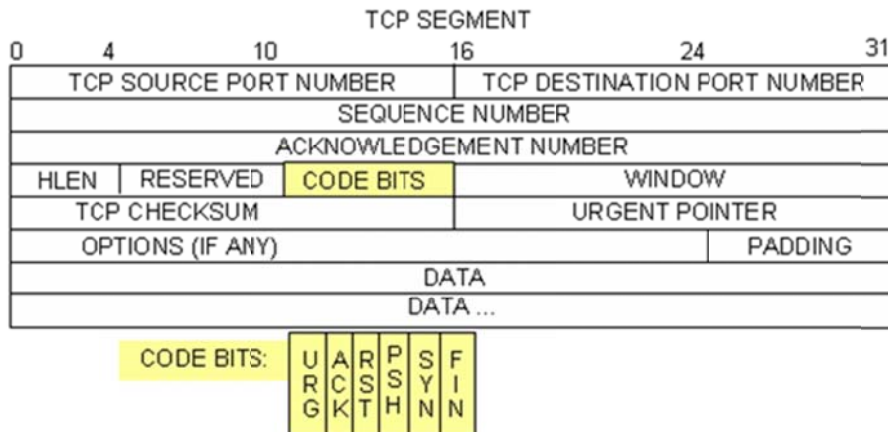 TCP SEGMENT
0 4 10 16 24 31
TCP SOURCE PORT NUMBER TCP DESTINATION PORT NUMBER
SEQUENCE NUMBER
ACKNOWLEDGEMENT NUMBER
HLEN RESERVED CODE BITS WINDOW
TCP CHECKSUM URGENT POINTER
OPTIONS (IF ANY) PADDING
DATA
DATA ...
CODE BITS: URG ACK RST PSH SYN FIN